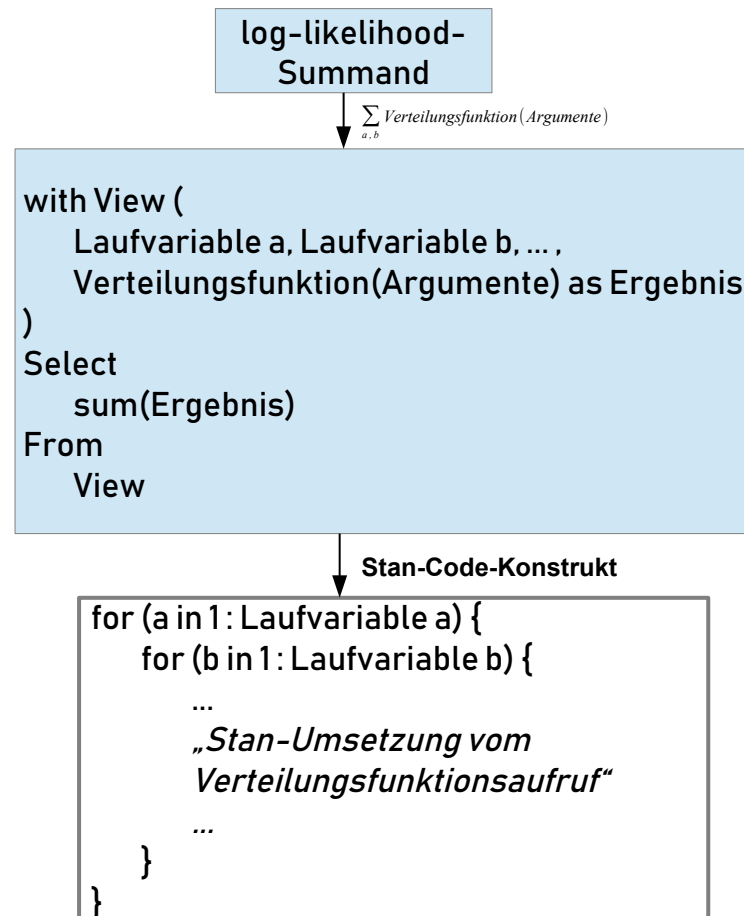 log-likelihood-
Summand
∑ Verteilungsfunktion(Argumente)
a,b
with View (
Laufvariable a, Laufvariable b, ... ,
Verteilungsfunktion(Argumente) as Ergebnis
)
Select
sum(Ergebnis)
From
View
Stan-Code-Konstrukt
for (a in 1 : Laufvariable a) {
for (b in 1 : Laufvariable b) {
...
„Stan-Umsetzung vom
Verteilungsfunktionsaufruf“
...
}
}